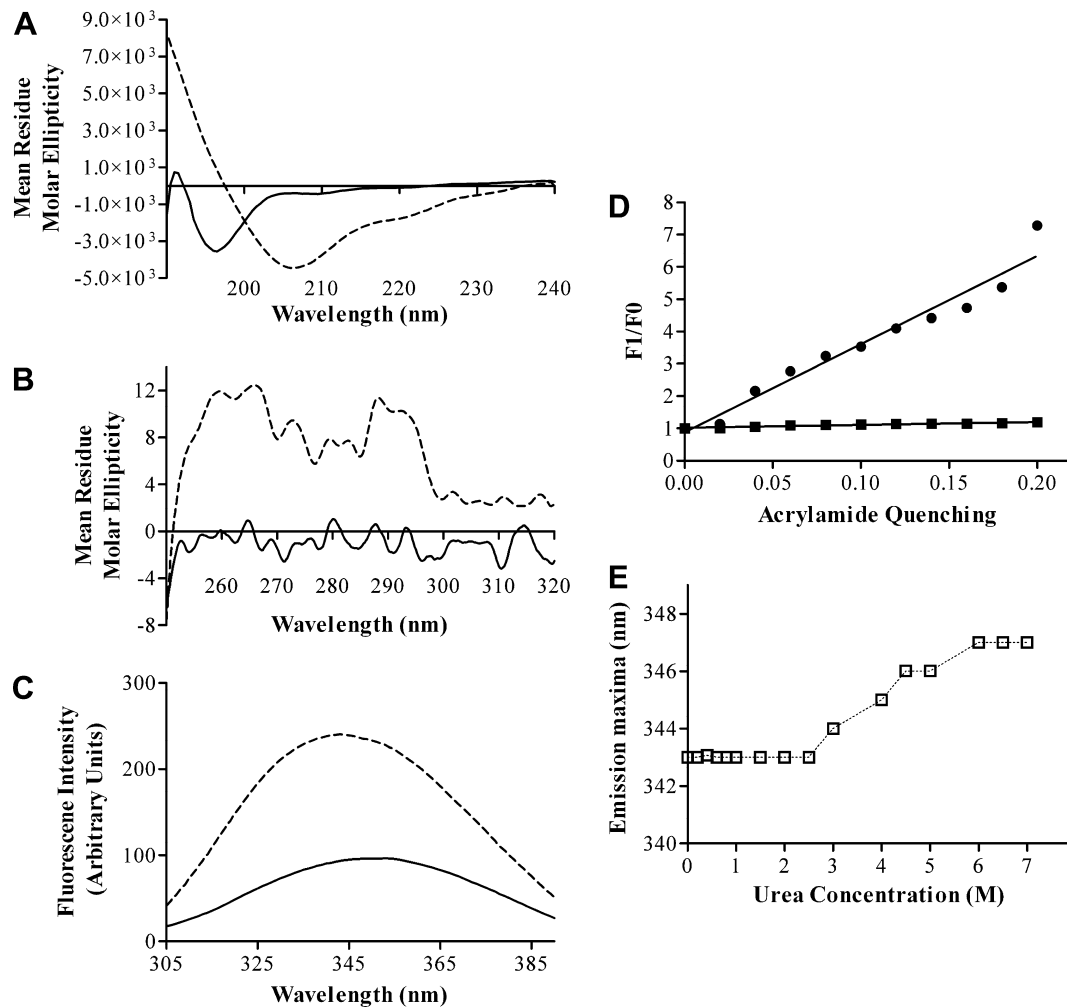 A
Mean Residue
Molar Ellipticity
9.0×10³
7.0×10³
5.0×10³
3.0×10³
1.0×10³
-1.0×10³
-3.0×10³
-5.0×10³
200 210 220 230 240
Wavelength (nm)
B
Mean Residue
Molar Ellipticity
12
8
4
0
-4
-8
260 270 280 290 300 310 320
Wavelength (nm)
C
Fluorescene Intensity
(Arbitrary Units)
300
200
100
0
305 325 345 365 385
Wavelength (nm)
D
F1/F0
8
7
6
5
4
3
2
1
0
0.00 0.05 0.10 0.15 0.20
Acrylamide Quenching
E
Emission maxima (nm)
348
346
344
342
340
0 1 2 3 4 5 6 7
Urea Concentration (M)